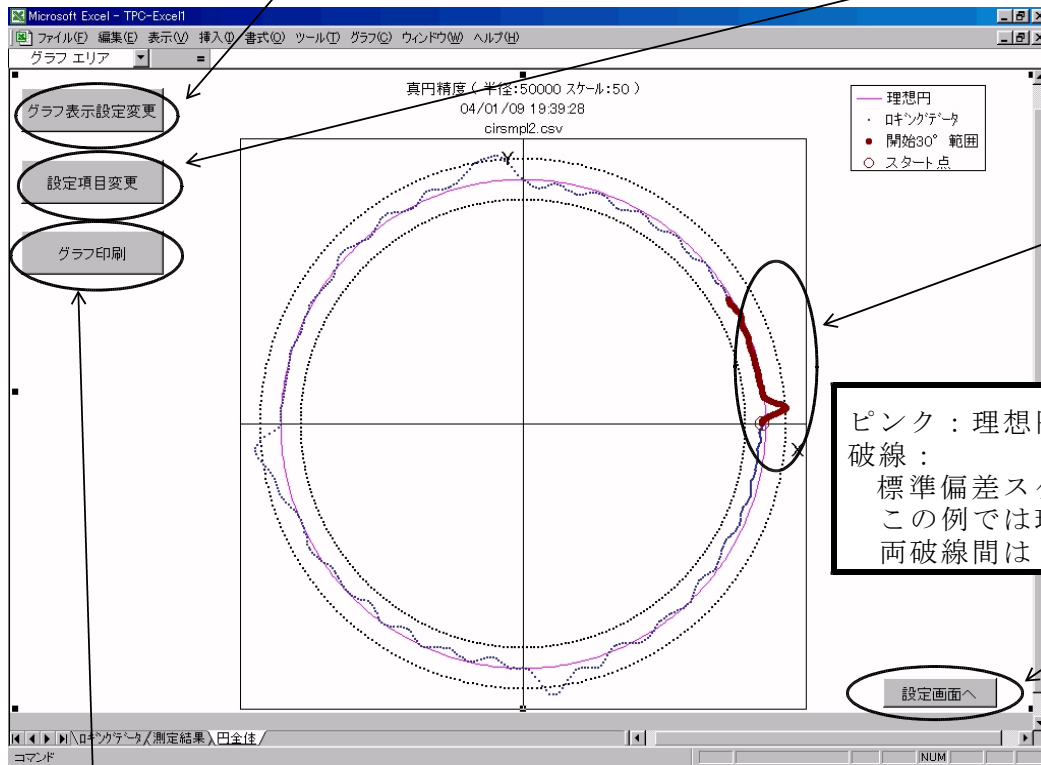 Microsoft Excel - TPC-Excel1
ファイル(F) 編集(E) 表示(V) 挿入(I) 書式(O) ツール(T) グラフ(C) ウィンドウ(W) ヘルプ(H)
グラフ エリア =
グラフ表示設定変更
設定項目変更
グラフ印刷
真円精度 ( 半径:50000 スケール:50 )
04/01/09 19:39:28
cirsmpl2.csv
理想円
ロギングデータ
開始30° 範囲
スタート点
Y
X
ピンク：理想円
破線：
標準偏差ス
この例では
両破線間は
設定画面へ
ロギングデータ 測定結果 円全体
コマンド NUM